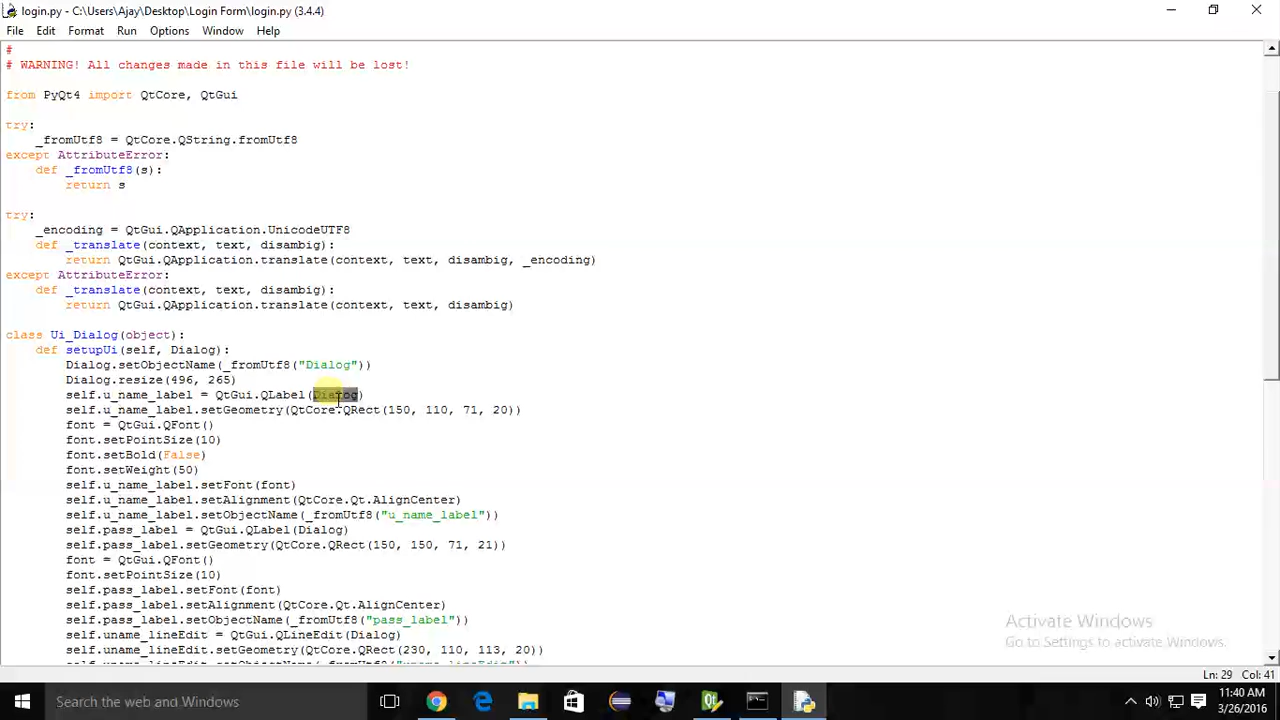 login.py - C:\Users\Ajay\Desktop\Login Form\login.py (3.4.4)
File Edit Format Run Options Window Help
#
# WARNING! All changes made in this file will be lost!
from PyQt4 import QtCore, QtGui
try:
    _fromUtf8 = QtCore.QString.fromUtf8
except AttributeError:
    def _fromUtf8(s):
        return s
try:
    _encoding = QtGui.QApplication.UnicodeUTF8
    def _translate(context, text, disambig):
        return QtGui.QApplication.translate(context, text, disambig, _encoding)
except AttributeError:
    def _translate(context, text, disambig):
        return QtGui.QApplication.translate(context, text, disambig)
class Ui_Dialog(object):
    def setupUi(self, Dialog):
        Dialog.setObjectName(_fromUtf8("Dialog"))
        Dialog.resize(496, 265)
        self.u_name_label = QtGui.QLabel(Dialog)
        self.u_name_label.setGeometry(QtCore.QRect(150, 110, 71, 20))
        font = QtGui.QFont()
        font.setPointSize(10)
        font.setBold(False)
        font.setWeight(50)
        self.u_name_label.setFont(font)
        self.u_name_label.setAlignment(QtCore.Qt.AlignCenter)
        self.u_name_label.setObjectName(_fromUtf8("u_name_label"))
        self.pass_label = QtGui.QLabel(Dialog)
        self.pass_label.setGeometry(QtCore.QRect(150, 150, 71, 21))
        font = QtGui.QFont()
        font.setPointSize(10)
        self.pass_label.setFont(font)
        self.pass_label.setAlignment(QtCore.Qt.AlignCenter)
        self.pass_label.setObjectName(_fromUtf8("pass_label"))
        self.uname_lineEdit = QtGui.QLineEdit(Dialog)
        self.uname_lineEdit.setGeometry(QtCore.QRect(230, 110, 113, 20))
        self.uname_lineEdit.setObjectName(_fromUtf8("uname_lineEdit"))
Activate Windows
Go to Settings to activate Windows.
Ln: 29 Col: 41
Search the web and Windows
11:40 AM
3/26/2016